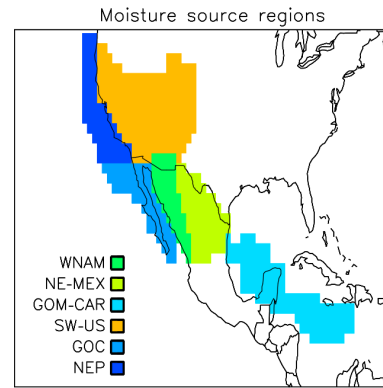 Moisture source regions
WNAM
NE-MEX
GOM-CAR
SW-US
GOC
NEP